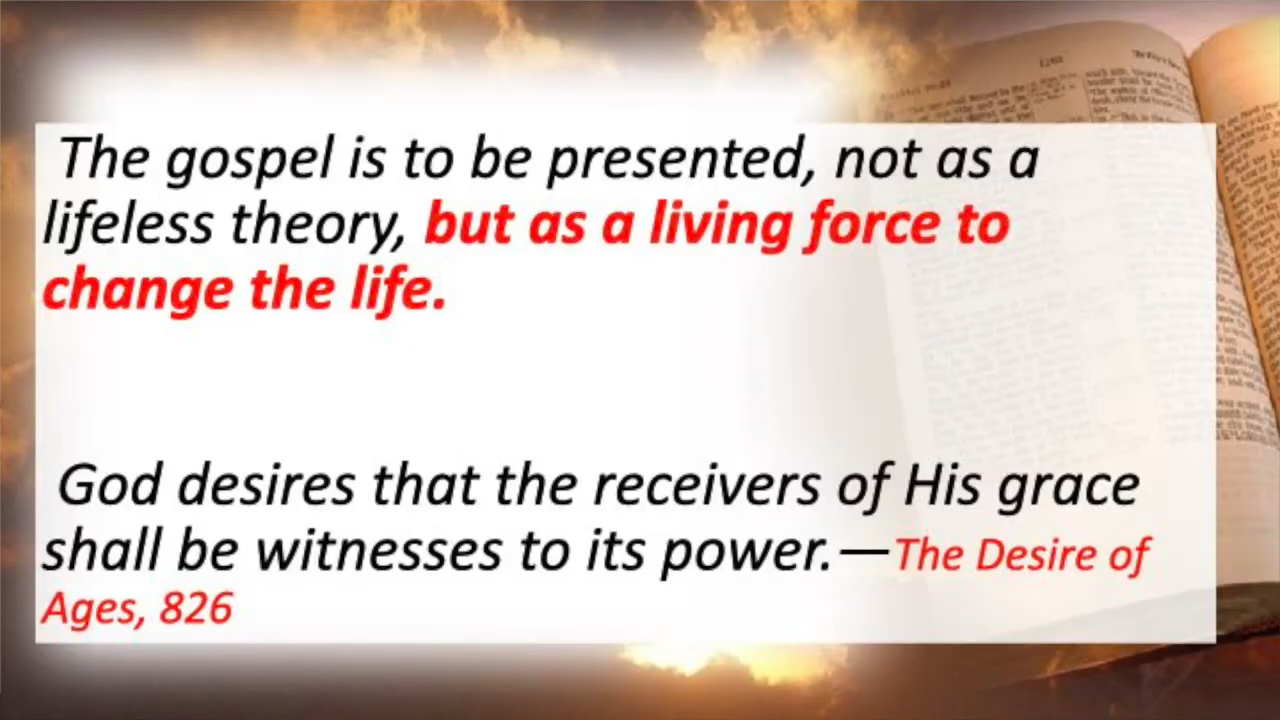 The gospel is to be presented, not as a
lifeless theory, but as a living force to
change the life.
God desires that the receivers of His grace
shall be witnesses to its power.—The Desire of
Ages, 826